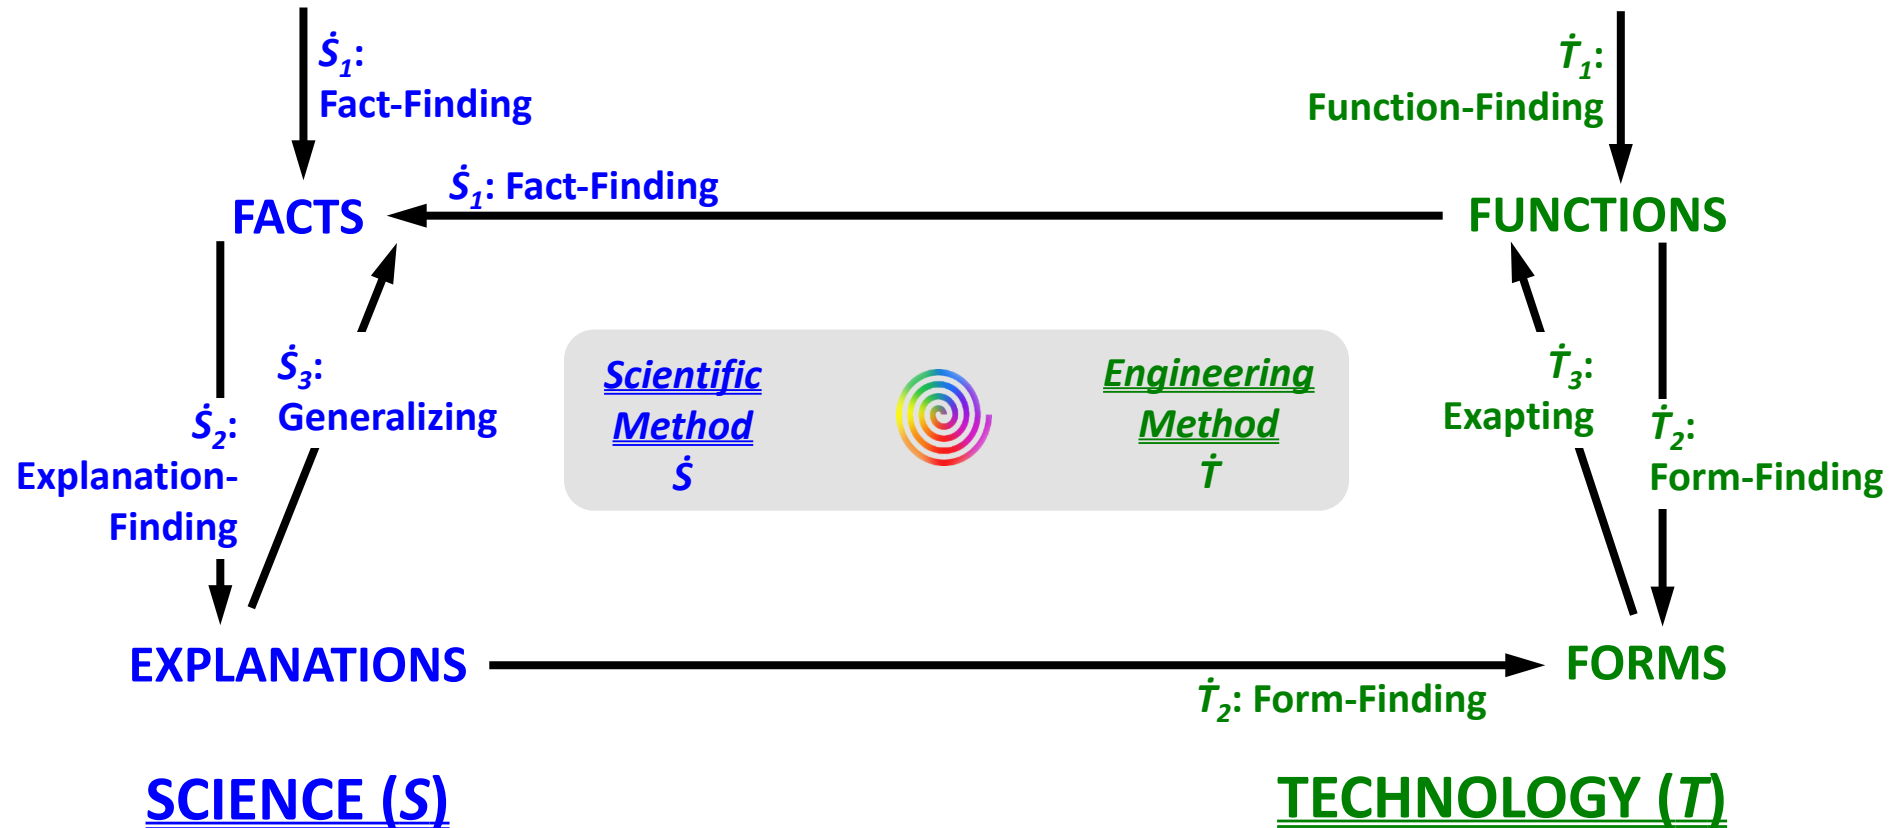 Ṡ₁:
Fact-Finding
Ṫ₁:
Function-Finding
Ṡ₁: Fact-Finding
FACTS
FUNCTIONS
Ṡ₃:
Generalizing
Ṡ₂:
Explanation-
Finding
Scientific
Method
Ṡ
Engineering
Method
Ṫ
Ṫ₃:
Exapting
Ṫ₂:
Form-Finding
EXPLANATIONS
FORMS
Ṫ₂: Form-Finding
SCIENCE (S)
TECHNOLOGY (T)